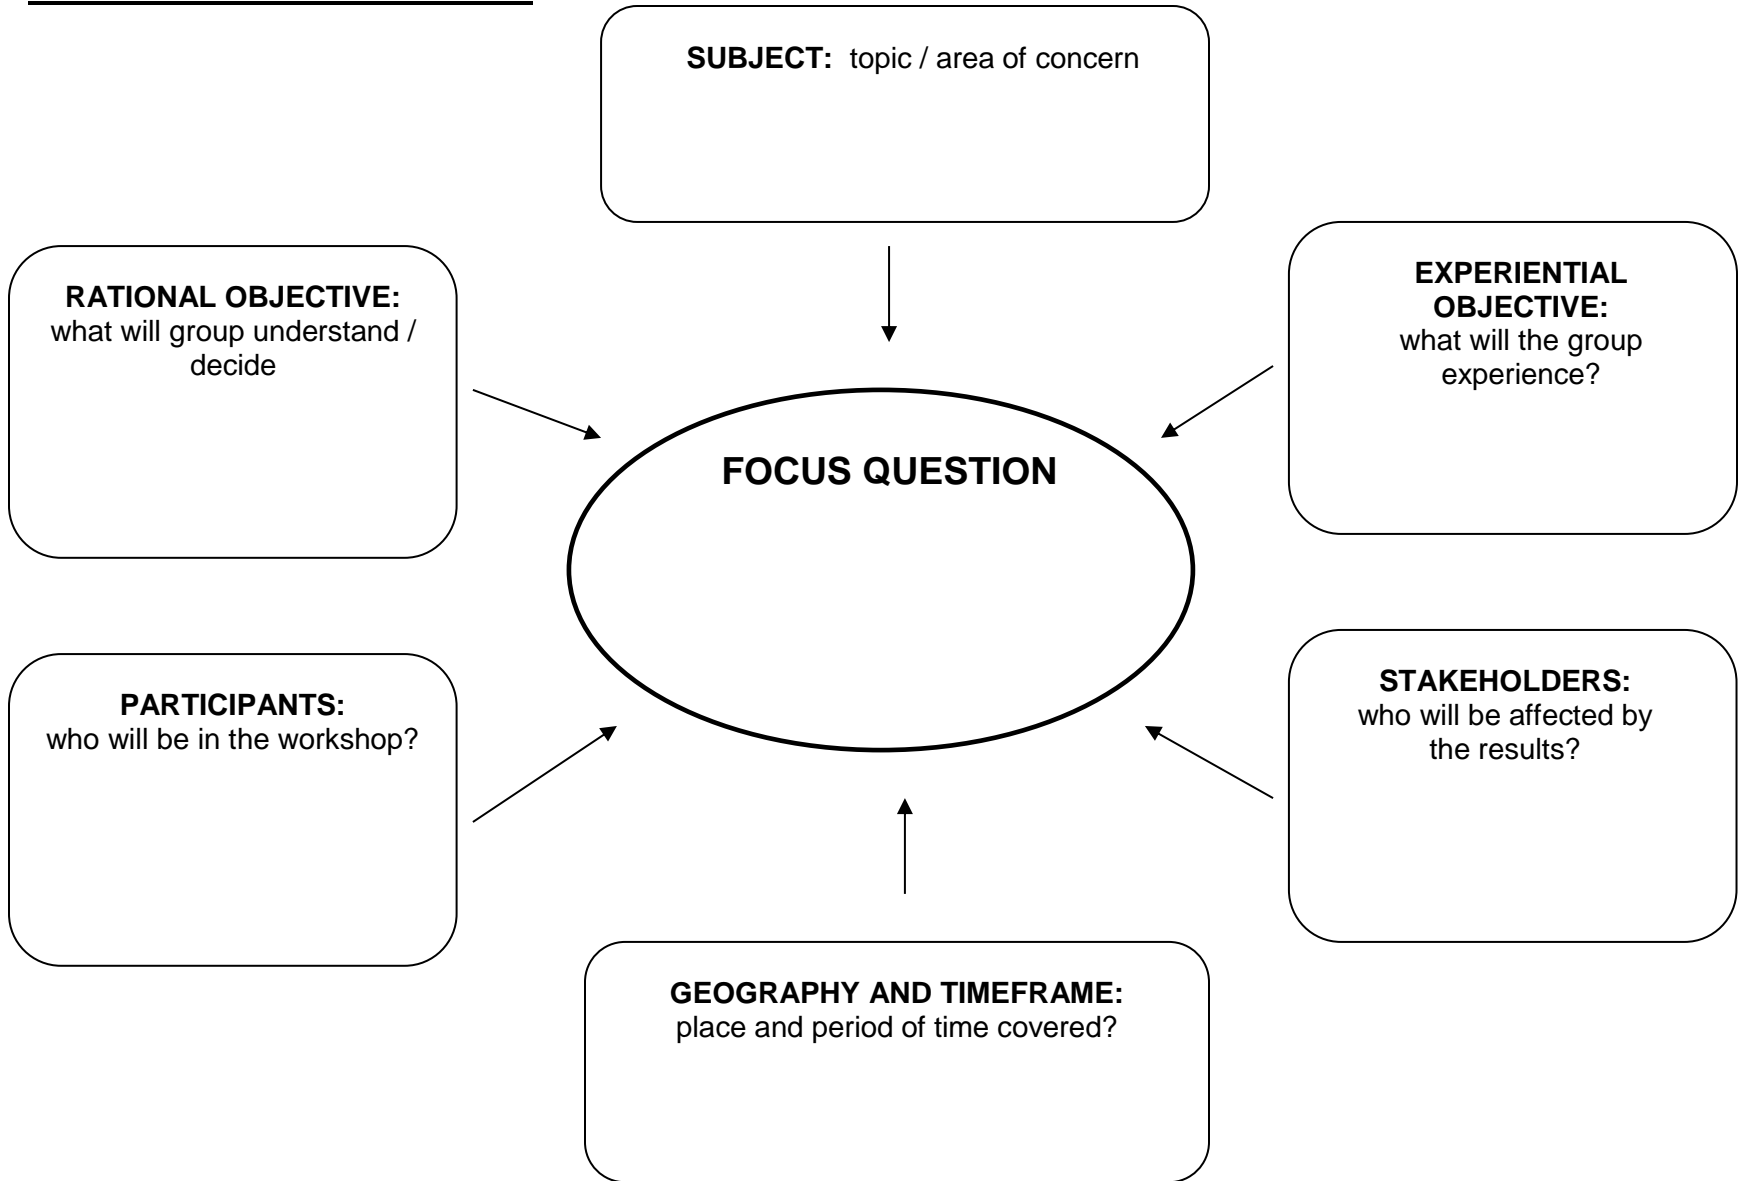 SUBJECT: topic / area of concern
RATIONAL OBJECTIVE:
what will group understand /
decide
EXPERIENTIAL
OBJECTIVE:
what will the group
experience?
FOCUS QUESTION
PARTICIPANTS:
who will be in the workshop?
STAKEHOLDERS:
who will be affected by
the results?
GEOGRAPHY AND TIMEFRAME:
place and period of time covered?